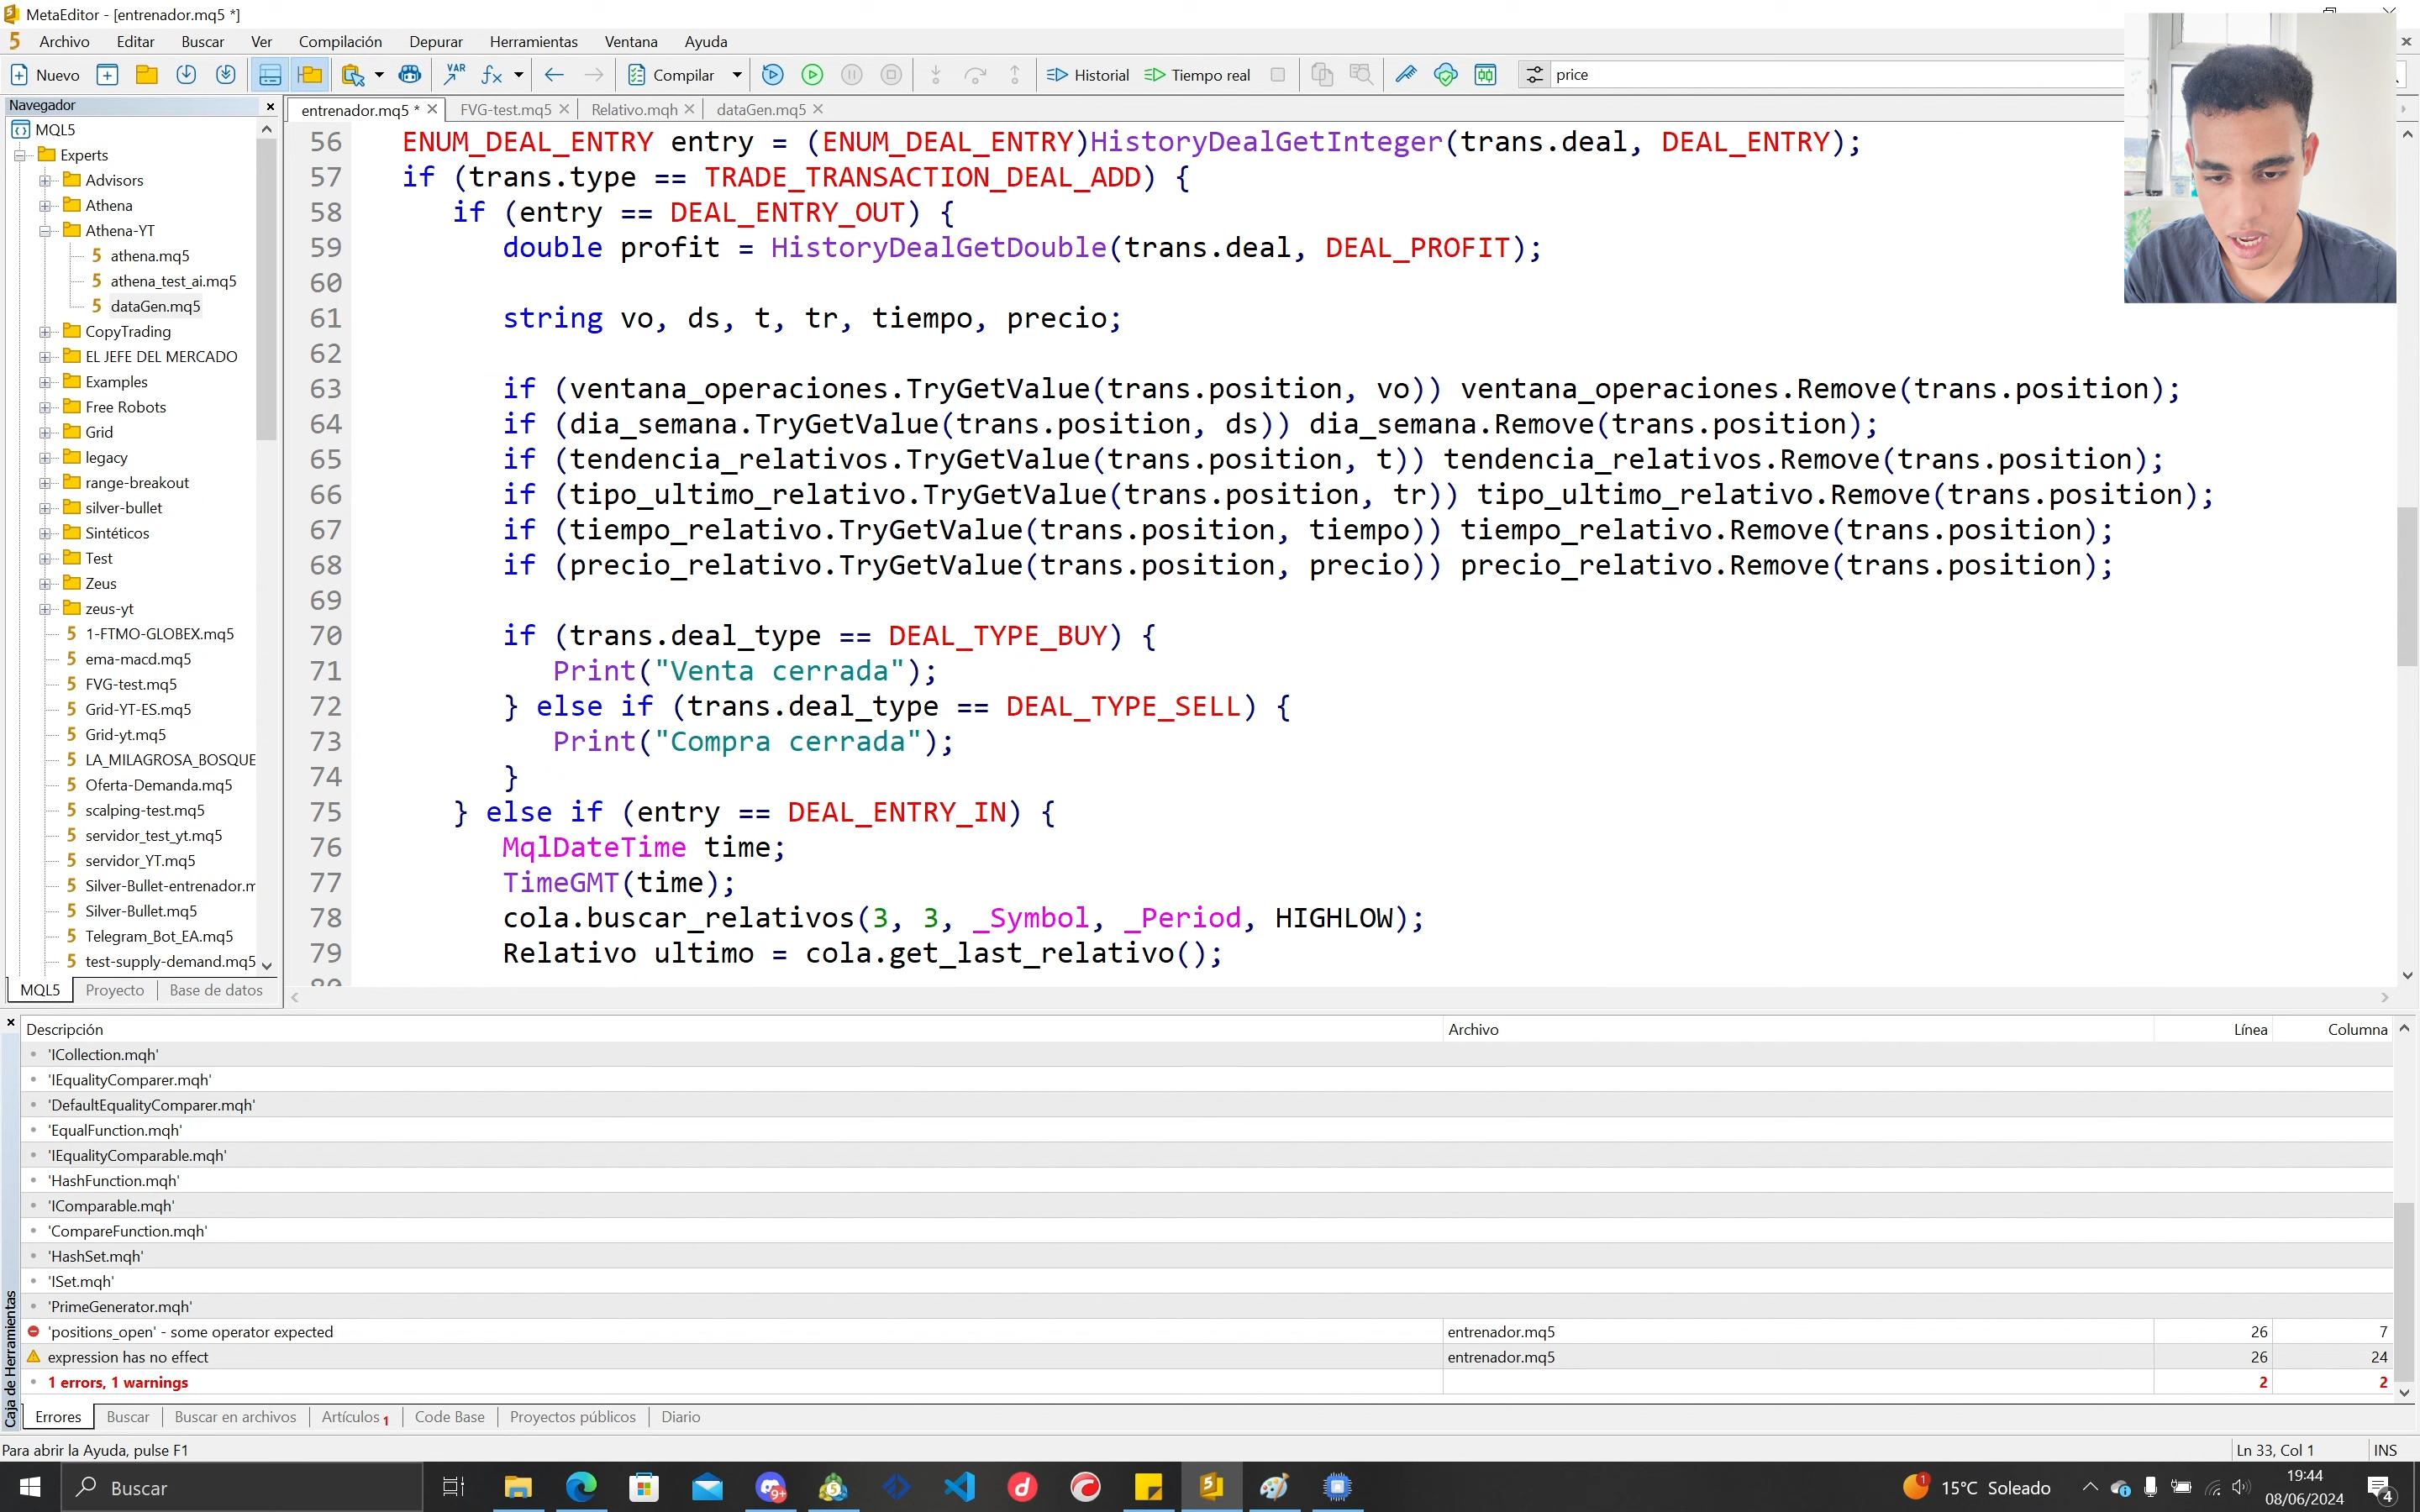 MetaEditor - [entrenador.mq5 *]
Archivo Editar Buscar Ver Compilación Depurar Herramientas Ventana Ayuda
Nuevo VAR Compilar Historial Tiempo real price
Navegador
entrenador.mq5 * FVG-test.mq5 Relativo.mqh dataGen.mq5
MQL5
Experts
Advisors
Athena
Athena-YT
athena.mq5
athena_test_ai.mq5
dataGen.mq5
CopyTrading
EL JEFE DEL MERCADO
Examples
Free Robots
Grid
legacy
range-breakout
silver-bullet
Sintéticos
Test
Zeus
zeus-yt
1-FTMO-GLOBEX.mq5
ema-macd.mq5
FVG-test.mq5
Grid-YT-ES.mq5
Grid-yt.mq5
LA_MILAGROSA_BOSQUE
Oferta-Demanda.mq5
scalping-test.mq5
servidor_test_yt.mq5
servidor_YT.mq5
Silver-Bullet-entrenador.m
Silver-Bullet.mq5
Telegram_Bot_EA.mq5
test-supply-demand.mq5
MQL5 Proyecto Base de datos
56 ENUM_DEAL_ENTRY entry = (ENUM_DEAL_ENTRY)HistoryDealGetInteger(trans.deal, DEAL_ENTRY);
57 if (trans.type == TRADE_TRANSACTION_DEAL_ADD) {
58 if (entry == DEAL_ENTRY_OUT) {
59 double profit = HistoryDealGetDouble(trans.deal, DEAL_PROFIT);
60
61 string vo, ds, t, tr, tiempo, precio;
62
63 if (ventana_operaciones.TryGetValue(trans.position, vo)) ventana_operaciones.Remove(trans.position);
64 if (dia_semana.TryGetValue(trans.position, ds)) dia_semana.Remove(trans.position);
65 if (tendencia_relativos.TryGetValue(trans.position, t)) tendencia_relativos.Remove(trans.position);
66 if (tipo_ultimo_relativo.TryGetValue(trans.position, tr)) tipo_ultimo_relativo.Remove(trans.position);
67 if (tiempo_relativo.TryGetValue(trans.position, tiempo)) tiempo_relativo.Remove(trans.position);
68 if (precio_relativo.TryGetValue(trans.position, precio)) precio_relativo.Remove(trans.position);
69
70 if (trans.deal_type == DEAL_TYPE_BUY) {
71 Print("Venta cerrada");
72 } else if (trans.deal_type == DEAL_TYPE_SELL) {
73 Print("Compra cerrada");
74 }
75 } else if (entry == DEAL_ENTRY_IN) {
76 MqlDateTime time;
77 TimeGMT(time);
78 cola.buscar_relativos(3, 3, _Symbol, _Period, HIGHLOW);
79 Relativo ultimo = cola.get_last_relativo();
Caja de Herramientas
Descripción Archivo Línea Columna
'ICollection.mqh'
'IEqualityComparer.mqh'
'DefaultEqualityComparer.mqh'
'EqualFunction.mqh'
'IEqualityComparable.mqh'
'HashFunction.mqh'
'IComparable.mqh'
'CompareFunction.mqh'
'HashSet.mqh'
'ISet.mqh'
'PrimeGenerator.mqh'
'positions_open' - some operator expected entrenador.mq5 26 7
expression has no effect entrenador.mq5 26 24
1 errors, 1 warnings 2 2
Errores Buscar Buscar en archivos Artículos 1 Code Base Proyectos públicos Diario
Para abrir la Ayuda, pulse F1 Ln 33, Col 1 INS
Buscar 9+ 1 15°C Soleado 19:44
08/06/2024 4